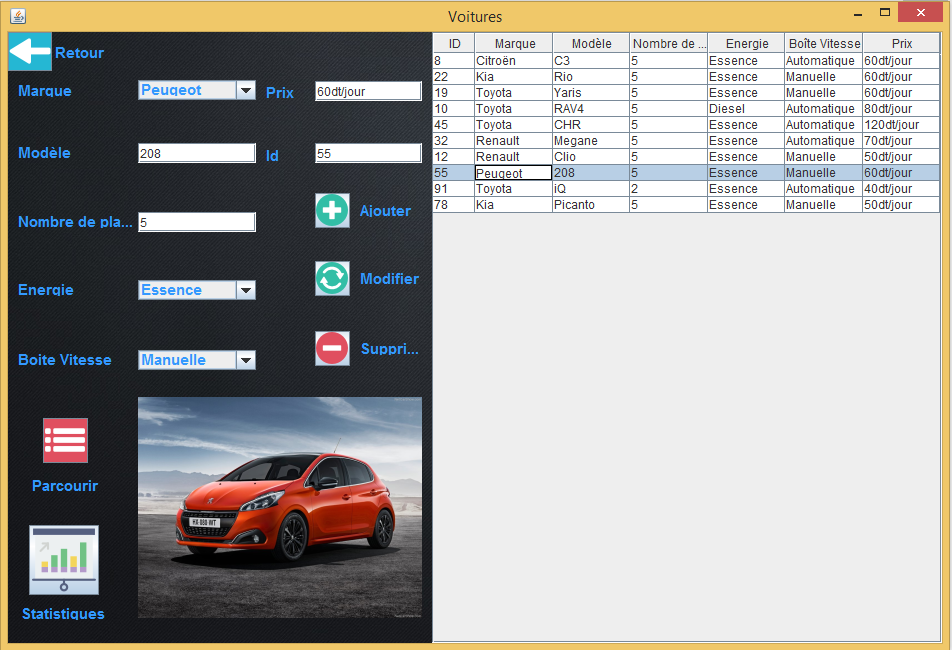 Voitures
Retour
Marque Peugeot Prix 60dt/jour
Modèle 208 Id 55
Ajouter
Nombre de pla... 5
Modifier
Energie Essence
Suppri...
Boite Vitesse Manuelle
Parcourir
Statistiques
HX 088-WT
ID Marque Modèle Nombre de ... Energie Boîte Vitesse Prix
8 Citroën C3 5 Essence Automatique 60dt/jour
22 Kia Rio 5 Essence Manuelle 60dt/jour
19 Toyota Yaris 5 Essence Manuelle 60dt/jour
10 Toyota RAV4 5 Diesel Automatique 80dt/jour
45 Toyota CHR 5 Essence Automatique 120dt/jour
32 Renault Megane 5 Essence Automatique 70dt/jour
12 Renault Clio 5 Essence Manuelle 50dt/jour
55 Peugeot 208 5 Essence Manuelle 60dt/jour
91 Toyota iQ 2 Essence Automatique 40dt/jour
78 Kia Picanto 5 Essence Manuelle 50dt/jour